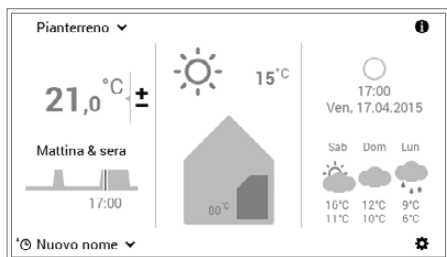 Pianterreno
21,0 °C ±
Mattina & sera
17:00
15°C
80°C
17:00
Ven, 17.04.2015
Sab Dom Lun
16°C 12°C 9°C
11°C 10°C 6°C
Nuovo nome